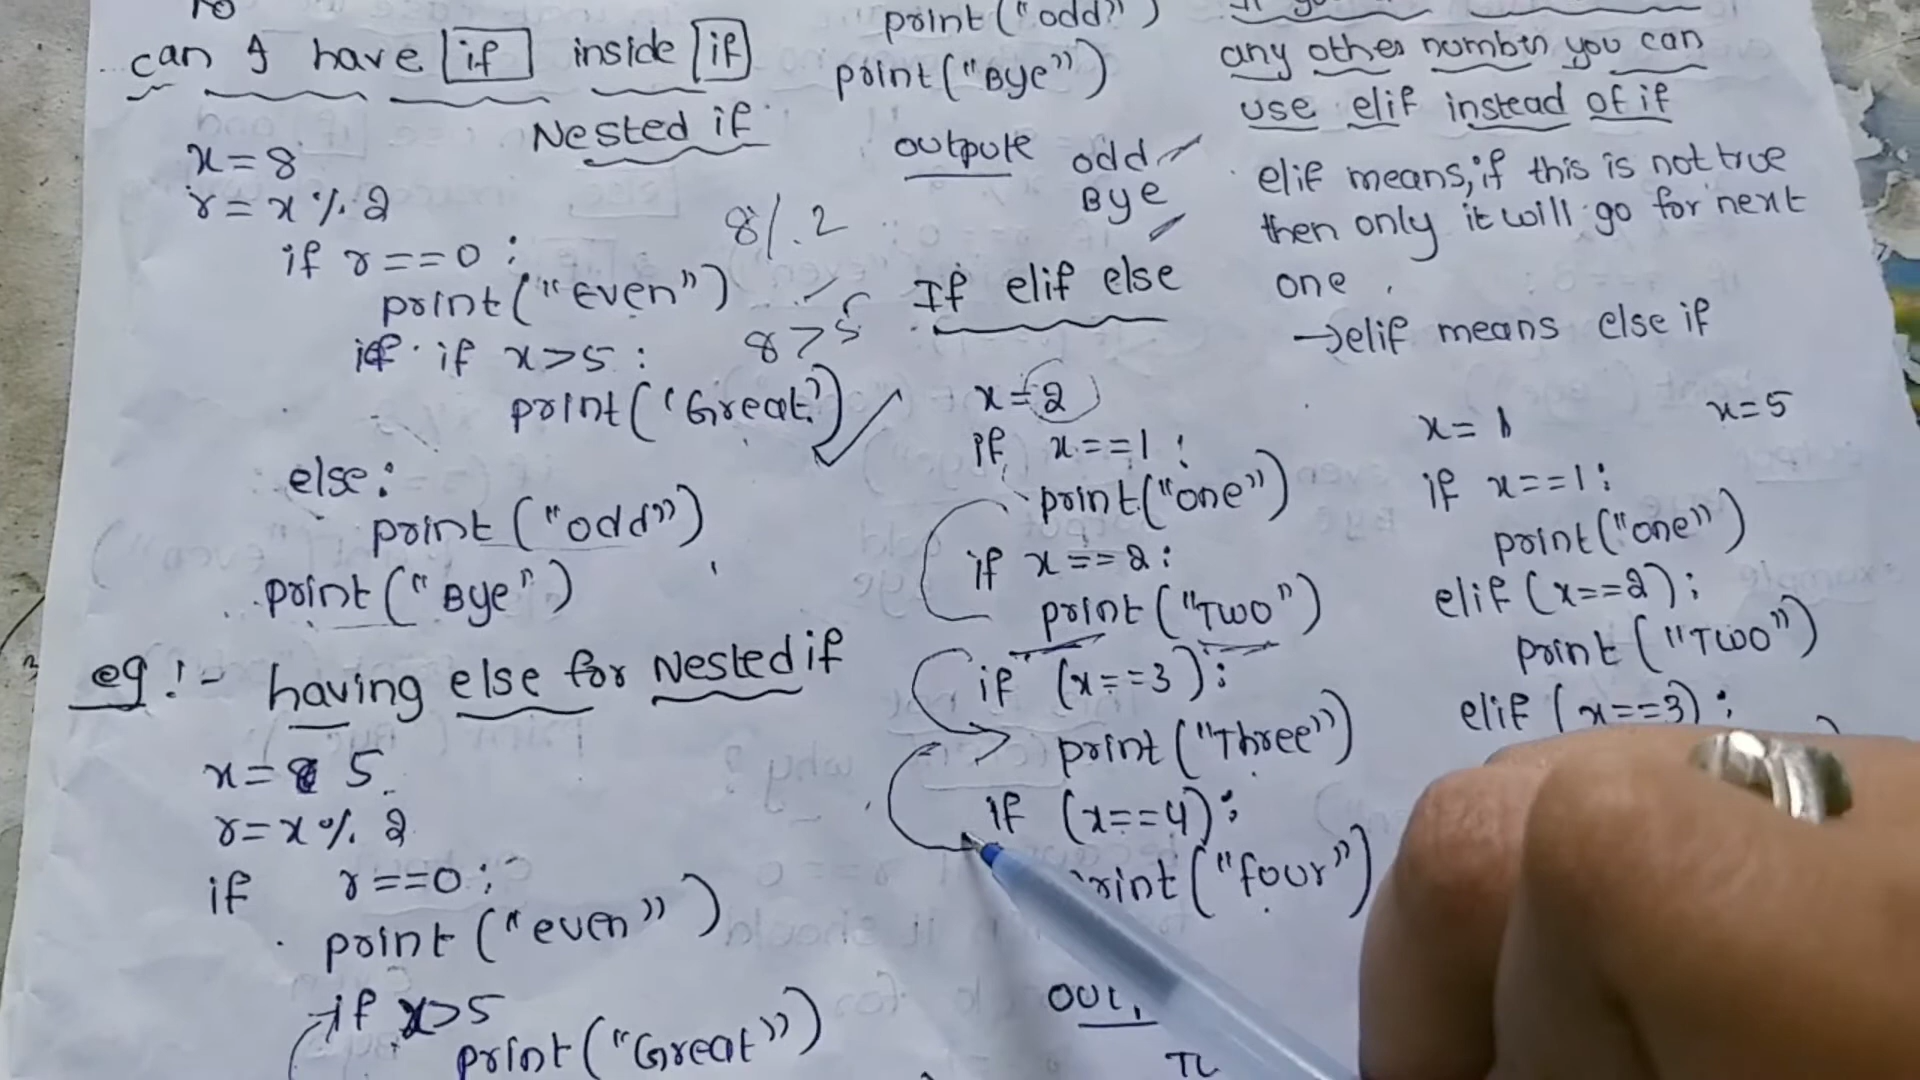 To
can I have if inside if
Nested if
x=8
r=x%2
8%2
if r==0:
print("Even")
if x>5:
8>5
print("Great")
else:
print("odd")
print("Bye")
eg:- having else for Nested if
x=5
r=x%2
if r==0:
print("even")
if x>5
print("Great")
print("odd")
print("Bye")
outpute odd
Bye
If elif else
x=2
if x==1:
print("one")
if x==2:
print("Two")
if (x==3):
print("Three")
if (x==4):
print("four")
any other numbin you can
use elif instead of if
elif means, if this is not true
then only it will go for next
one.
→elif means else if
x=1
x=5
if x==1:
print("one")
elif (x==2):
print("Two")
elif (x==3):